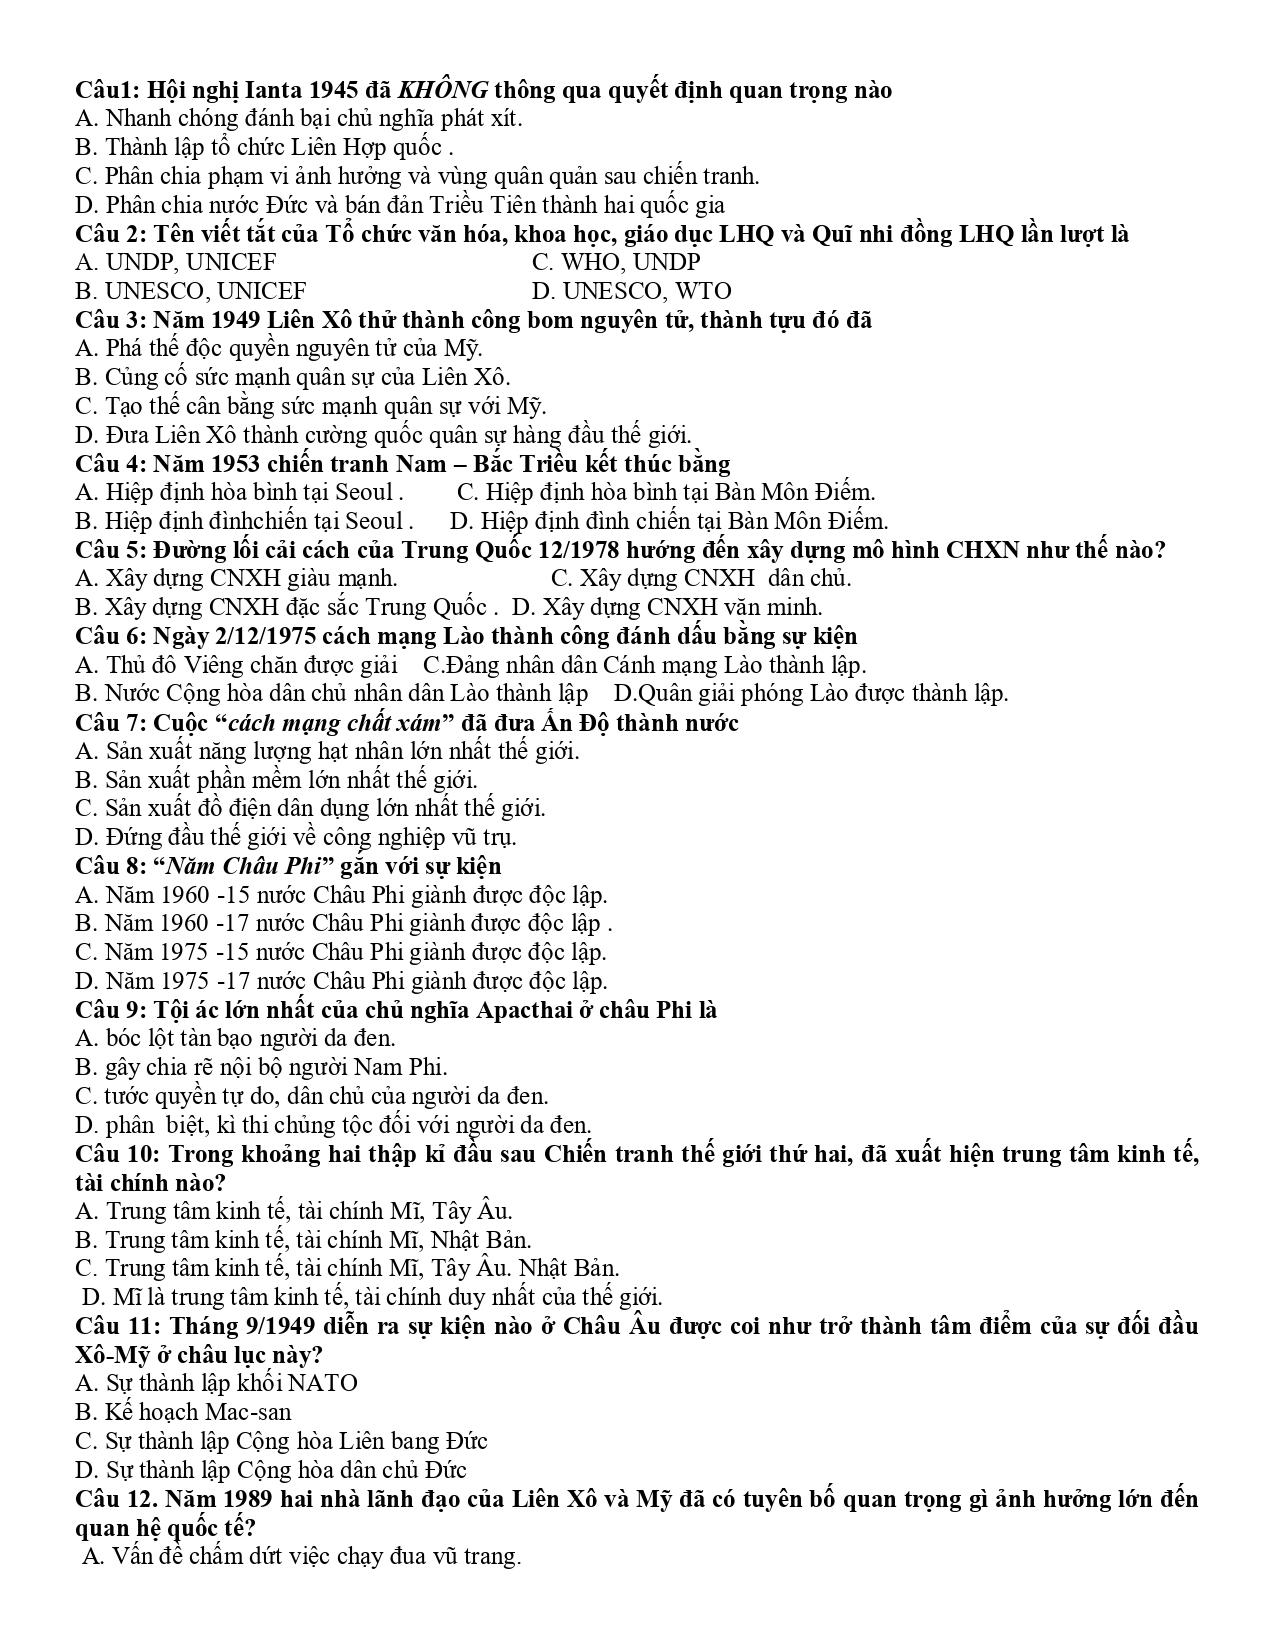 Câu1: Hội nghị Ianta 1945 đã KHÔNG thông qua quyết định quan trọng nào
A. Nhanh chóng đánh bại chủ nghĩa phát xít.
B. Thành lập tổ chức Liên Hợp quốc .
C. Phân chia phạm vi ảnh hưởng và vùng quân quản sau chiến tranh.
D. Phân chia nước Đức và bán đản Triều Tiên thành hai quốc gia
Câu 2: Tên viết tắt của Tổ chức văn hóa, khoa học, giáo dục LHQ và Quĩ nhi đồng LHQ lần lượt là
A. UNDP, UNICEF C. WHO, UNDP
B. UNESCO, UNICEF D. UNESCO, WTO
Câu 3: Năm 1949 Liên Xô thử thành công bom nguyên tử, thành tựu đó đã
A. Phá thế độc quyền nguyên tử của Mỹ.
B. Củng cố sức mạnh quân sự của Liên Xô.
C. Tạo thế cân bằng sức mạnh quân sự với Mỹ.
D. Đưa Liên Xô thành cường quốc quân sự hàng đầu thế giới.
Câu 4: Năm 1953 chiến tranh Nam – Bắc Triều kết thúc bằng
A. Hiệp định hòa bình tại Seoul . C. Hiệp định hòa bình tại Bàn Môn Điếm.
B. Hiệp định đìnhchiến tại Seoul . D. Hiệp định đình chiến tại Bàn Môn Điếm.
Câu 5: Đường lối cải cách của Trung Quốc 12/1978 hướng đến xây dựng mô hình CHXN như thế nào?
A. Xây dựng CNXH giàu mạnh. C. Xây dựng CNXH dân chủ.
B. Xây dựng CNXH đặc sắc Trung Quốc . D. Xây dựng CNXH văn minh.
Câu 6: Ngày 2/12/1975 cách mạng Lào thành công đánh dấu bằng sự kiện
A. Thủ đô Viêng chăn được giải C.Đảng nhân dân Cánh mạng Lào thành lập.
B. Nước Cộng hòa dân chủ nhân dân Lào thành lập D.Quân giải phóng Lào được thành lập.
Câu 7: Cuộc “cách mạng chất xám” đã đưa Ấn Độ thành nước
A. Sản xuất năng lượng hạt nhân lớn nhất thế giới.
B. Sản xuất phần mềm lớn nhất thế giới.
C. Sản xuất đồ điện dân dụng lớn nhất thế giới.
D. Đứng đầu thế giới về công nghiệp vũ trụ.
Câu 8: “Năm Châu Phi” gắn với sự kiện
A. Năm 1960 -15 nước Châu Phi giành được độc lập.
B. Năm 1960 -17 nước Châu Phi giành được độc lập .
C. Năm 1975 -15 nước Châu Phi giành được độc lập.
D. Năm 1975 -17 nước Châu Phi giành được độc lập.
Câu 9: Tội ác lớn nhất của chủ nghĩa Apacthai ở châu Phi là
A. bóc lột tàn bạo người da đen.
B. gây chia rẽ nội bộ người Nam Phi.
C. tước quyền tự do, dân chủ của người da đen.
D. phân biệt, kì thi chủng tộc đối với người da đen.
Câu 10: Trong khoảng hai thập kỉ đầu sau Chiến tranh thế giới thứ hai, đã xuất hiện trung tâm kinh tế,
tài chính nào?
A. Trung tâm kinh tế, tài chính Mĩ, Tây Âu.
B. Trung tâm kinh tế, tài chính Mĩ, Nhật Bản.
C. Trung tâm kinh tế, tài chính Mĩ, Tây Âu. Nhật Bản.
D. Mĩ là trung tâm kinh tế, tài chính duy nhất của thế giới.
Câu 11: Tháng 9/1949 diễn ra sự kiện nào ở Châu Âu được coi như trở thành tâm điểm của sự đối đầu
Xô-Mỹ ở châu lục này?
A. Sự thành lập khối NATO
B. Kế hoạch Mac-san
C. Sự thành lập Cộng hòa Liên bang Đức
D. Sự thành lập Cộng hòa dân chủ Đức
Câu 12. Năm 1989 hai nhà lãnh đạo của Liên Xô và Mỹ đã có tuyên bố quan trọng gì ảnh hưởng lớn đến
quan hệ quốc tế?
A. Vấn đề chấm dứt việc chạy đua vũ trang.